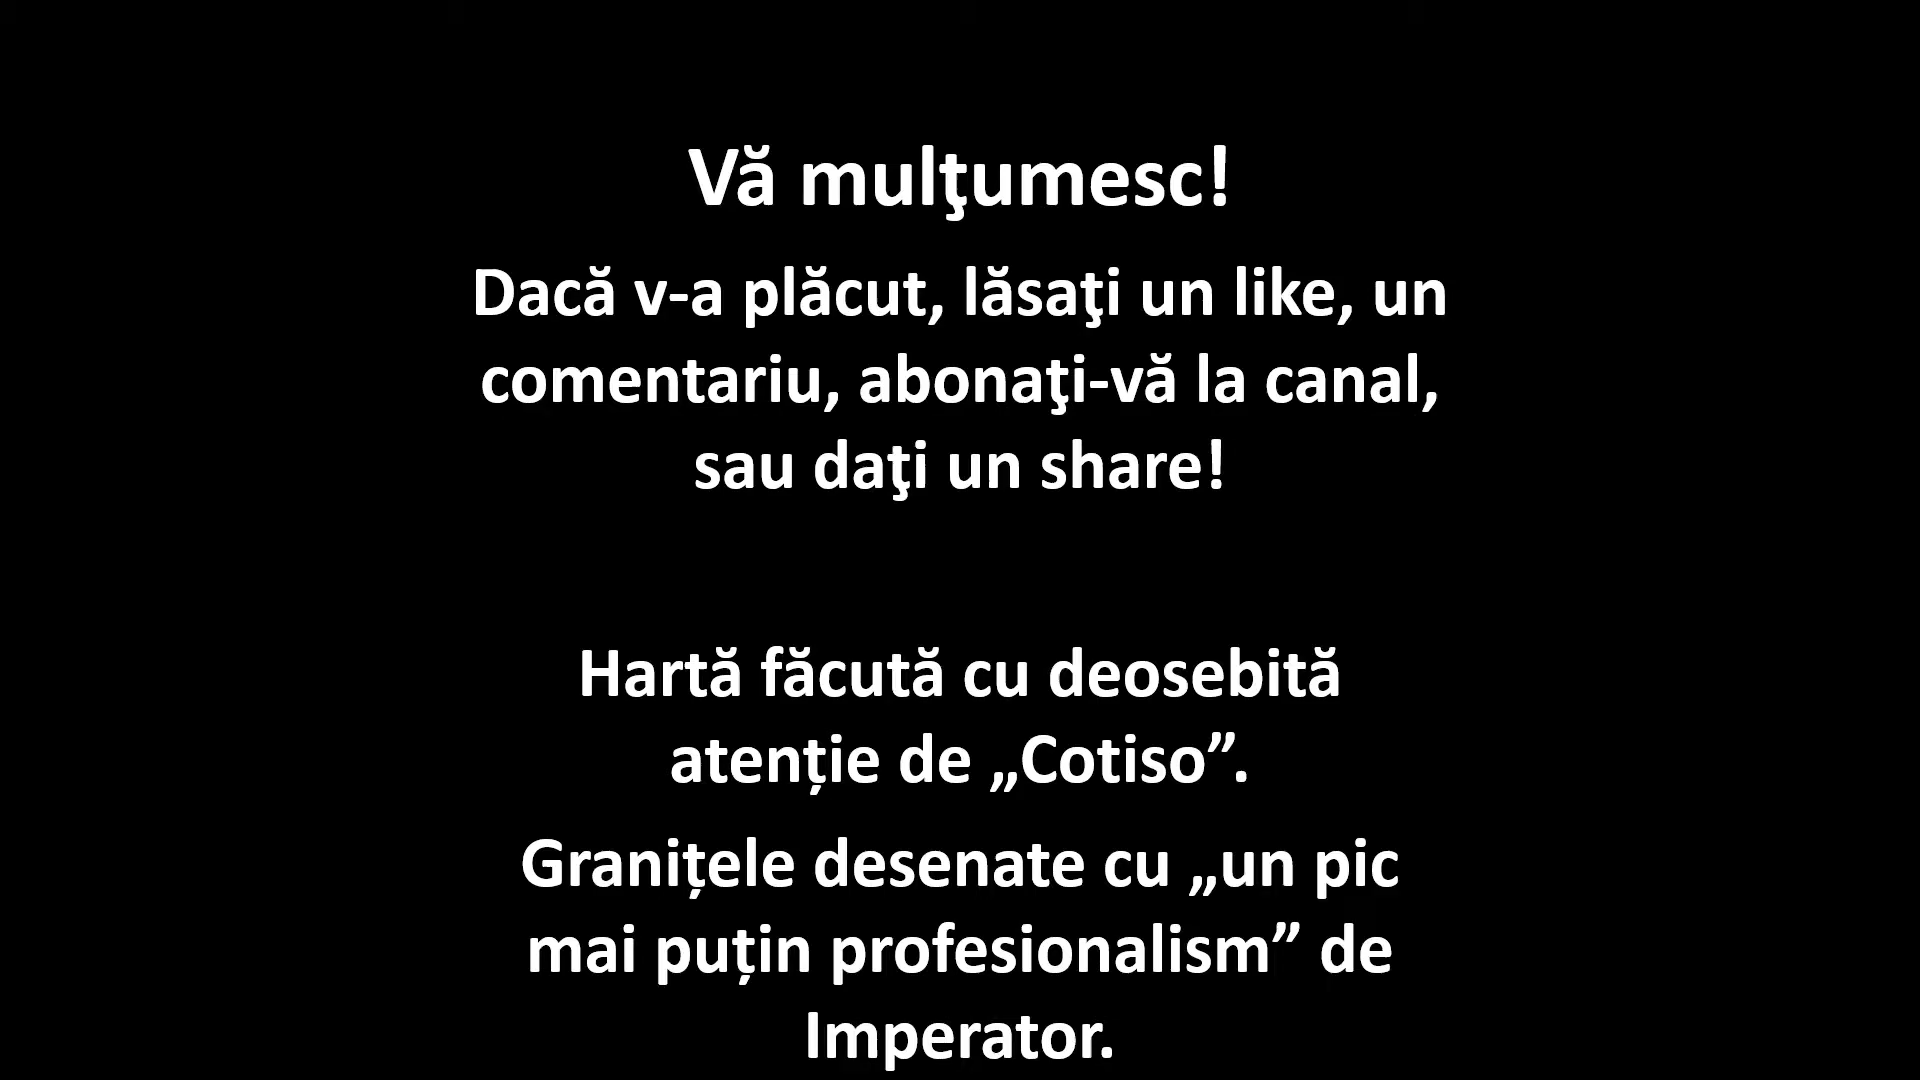 Vă mulţumesc!
Dacă v-a plăcut, lăsaţi un like, un
comentariu, abonaţi-vă la canal,
sau daţi un share!
Hartă făcută cu deosebită
atenție de „Cotiso”.
Granițele desenate cu „un pic
mai puțin profesionalism” de
Imperator.